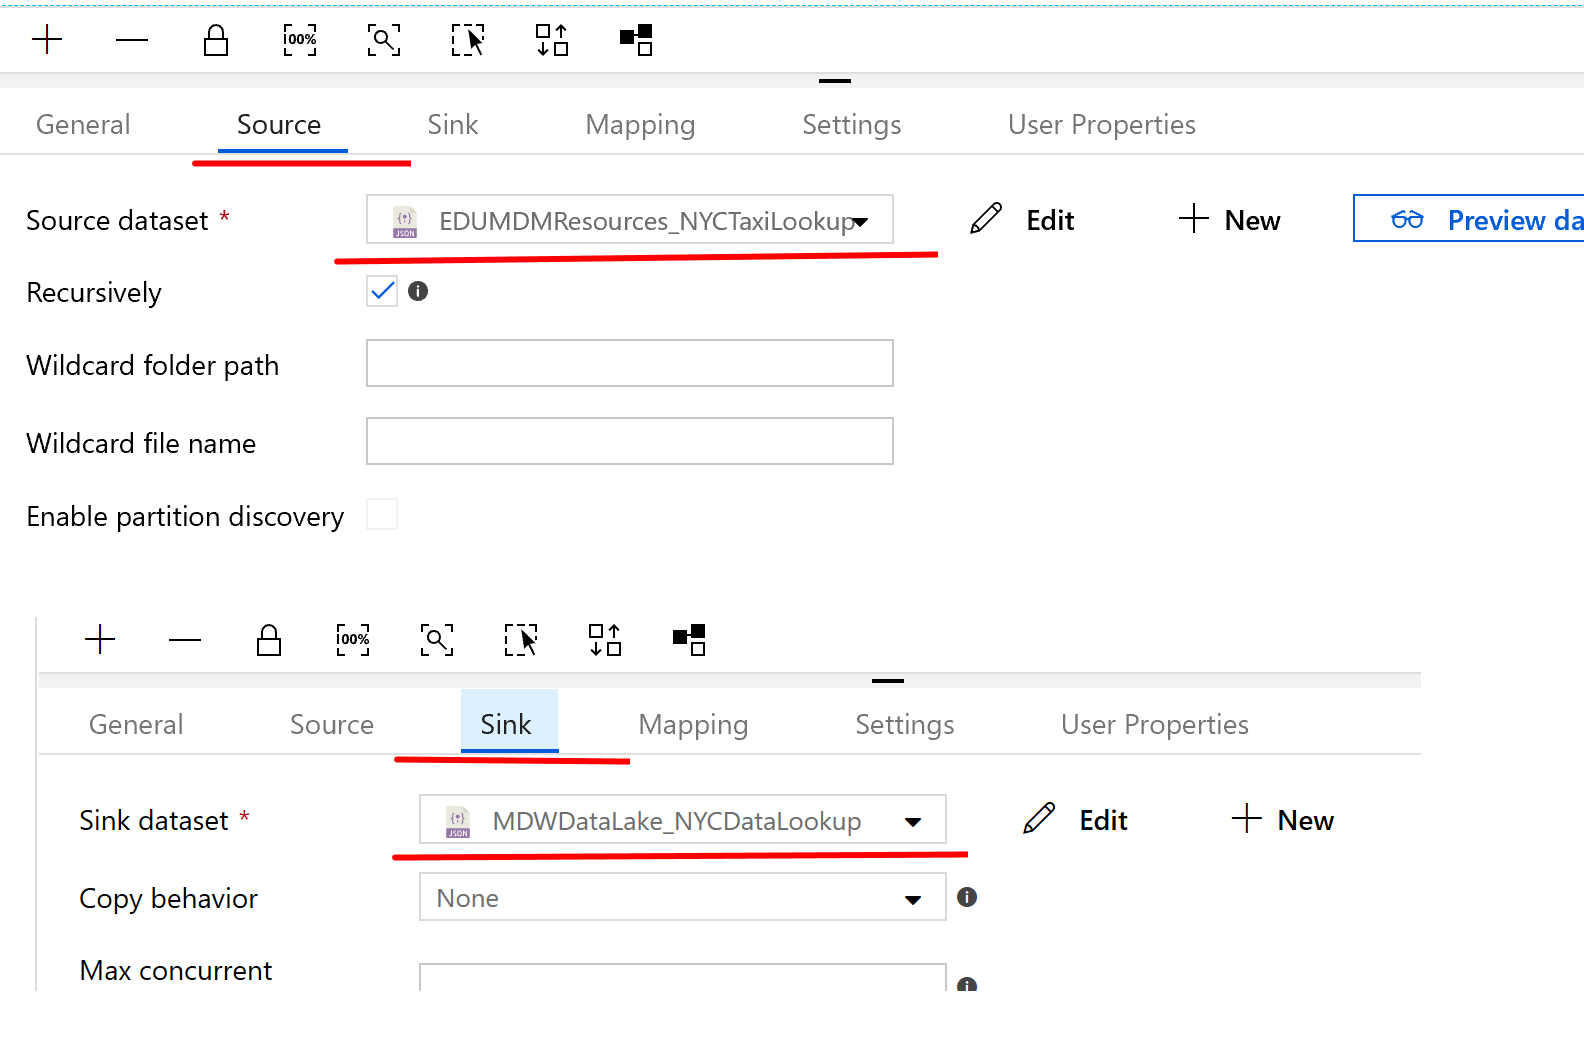 00%
General Source Sink Mapping Settings User Properties
Source dataset * {:} JSON EDUMDMResources_NYCTaxiLookup Edit New Preview da
Recursively
Wildcard folder path
Wildcard file name
Enable partition discovery
00%
General Source Sink Mapping Settings User Properties
Sink dataset * {:} JSON MDWDataLake_NYCDataLookup Edit New
Copy behavior None
Max concurrent